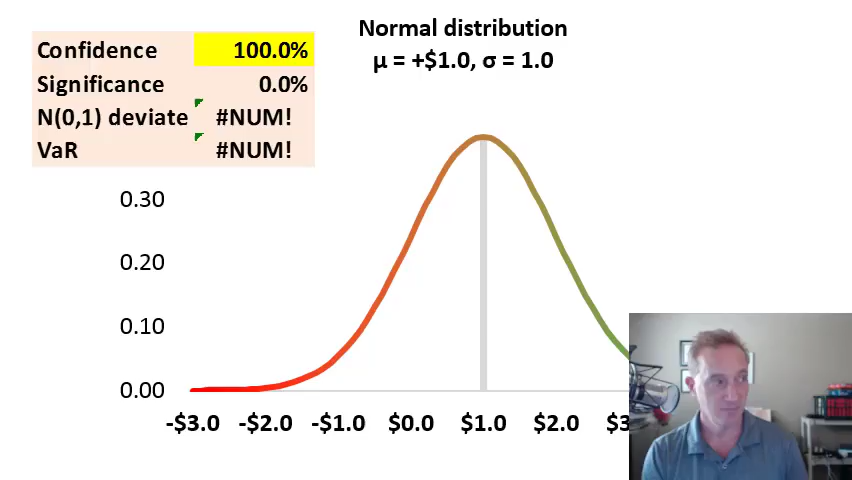 Normal distribution
μ = +$1.0, σ = 1.0
Confidence 100.0%
Significance 0.0%
N(0,1) deviate #NUM!
VaR #NUM!
0.30
0.20
0.10
0.00
-$3.0 -$2.0 -$1.0 $0.0 $1.0 $2.0